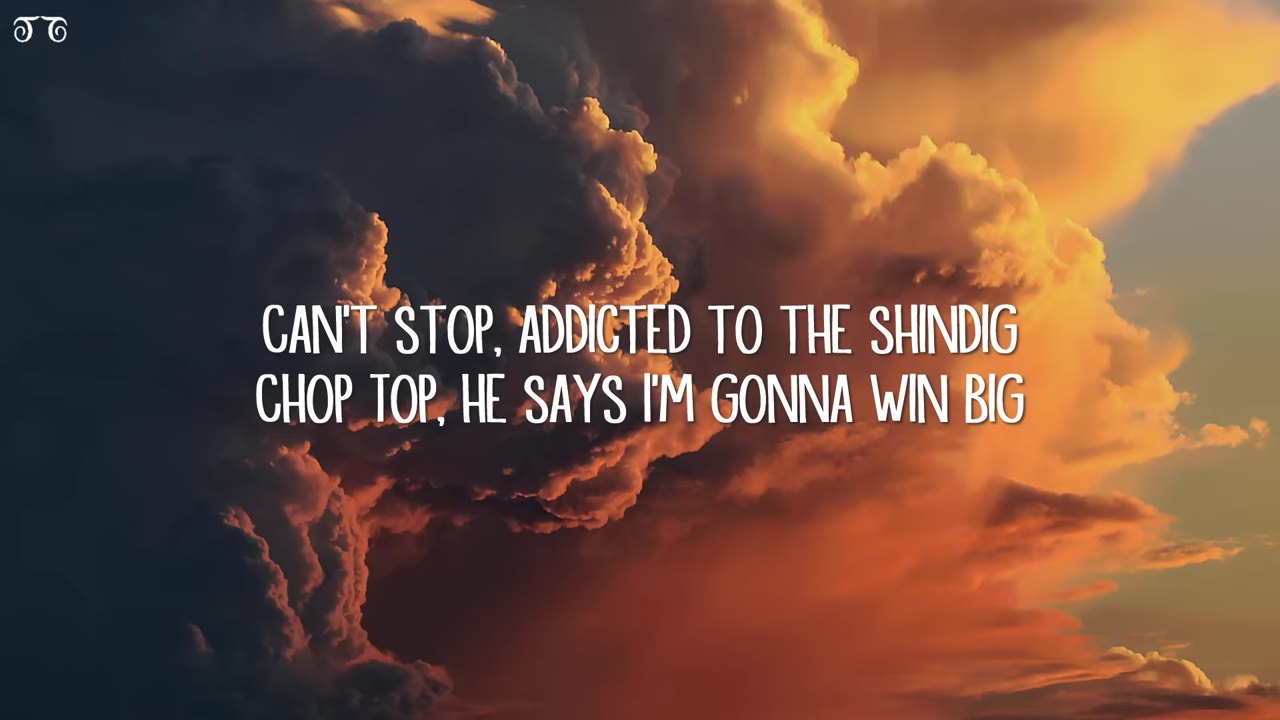 CAN'T STOP, ADDICTED TO THE SHINDIG
CHOP TOP, HE SAYS I'M GONNA WIN BIG